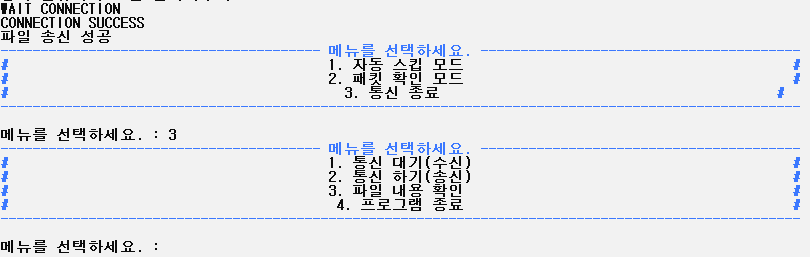 WAIT CONNECTION
CONNECTION SUCCESS
파일 송신 성공
---------------------------------------- 메뉴를 선택하세요. ----------------------------------------
# 1. 자동 스킵 모드 #
# 2. 패킷 확인 모드 #
# 3. 통신 종료 #
----------------------------------------------------------------------------------------------------
메뉴를 선택하세요. : 3
---------------------------------------- 메뉴를 선택하세요. ----------------------------------------
# 1. 통신 대기(수신) #
# 2. 통신 하기(송신) #
# 3. 파일 내용 확인 #
# 4. 프로그램 종료 #
----------------------------------------------------------------------------------------------------
메뉴를 선택하세요. :